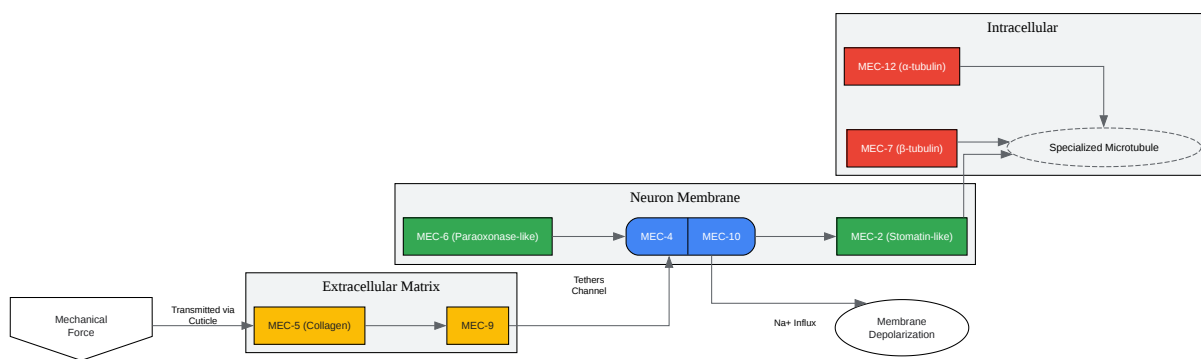 Intracellular
MEC-12 (α-tubulin)
MEC-7 (β-tubulin)
Specialized Microtubule
Neuron Membrane
MEC-6 (Paraoxonase-like)
MEC-4
MEC-10
MEC-2 (Stomatin-like)
Extracellular Matrix
Tethers
Channel
Mechanical
Force
Transmitted via
Cuticle
MEC-5 (Collagen)
MEC-9
Na+ Influx
Membrane
Depolarization